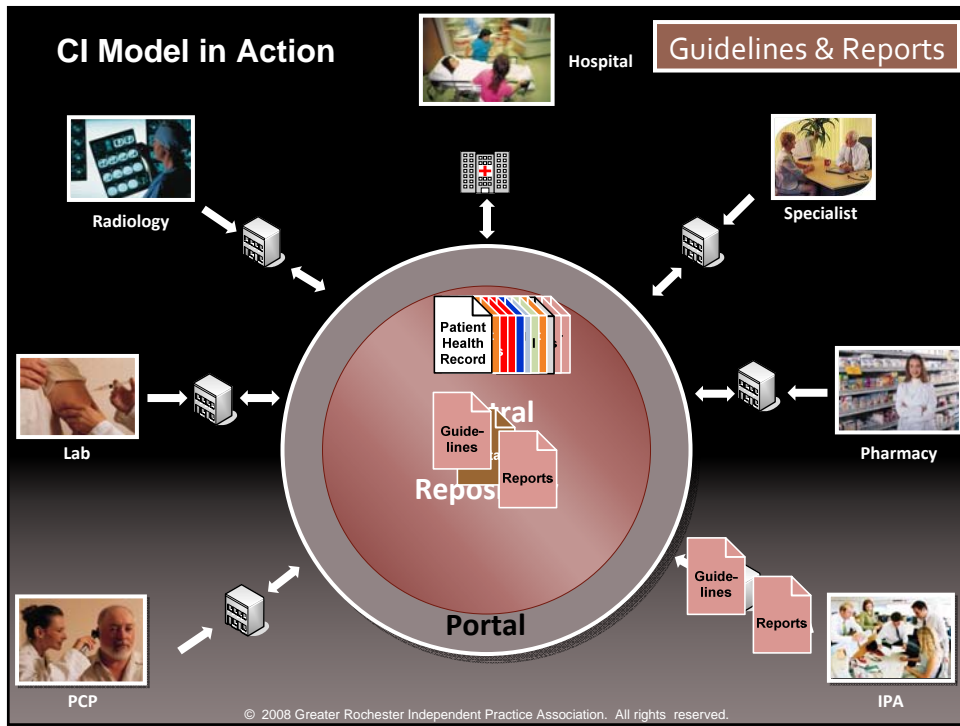 CI Model in Action
Guidelines & Reports
Hospital
Radiology
Specialist
Patient
Health
Record
Lab
Guide-
lines
Reports
Pharmacy
Guide-
lines
Reports
Portal
PCP
IPA
© 2008 Greater Rochester Independent Practice Association. All rights reserved.